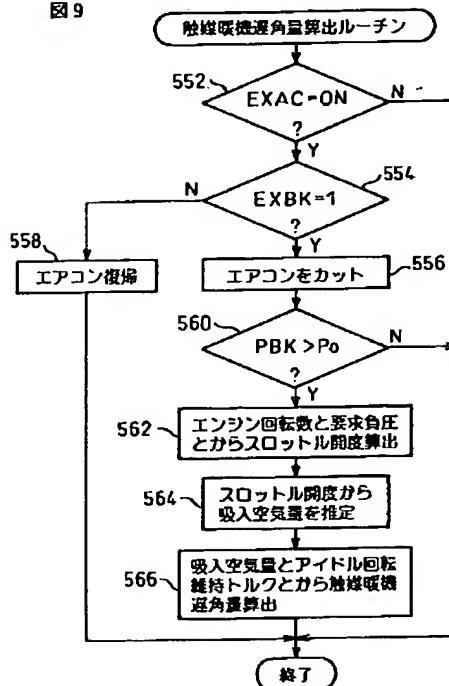 図9
触媒暖機遅角量算出ルーチン
552
EXAC=ON
?
N
Y
554
EXBK=1
?
N
Y
558
エアコン復帰
エアコンをカット
556
560
PBK>Po
?
N
Y
562
エンジン回転数と要求負圧
とからスロットル開度算出
564
スロットル開度から
吸入空気量を推定
566
吸入空気量とアイドル回転
維持トルクとから触媒暖機
遅角量算出
終了